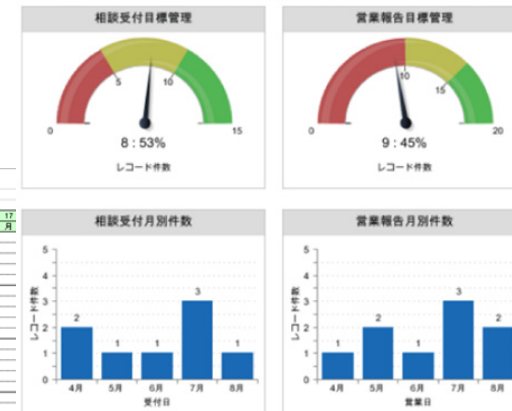 相談受付目標管理
0
5
10
15
8 : 53%
レコード件数
営業報告目標管理
0
10
15
20
9 : 45%
レコード件数
17
月
相談受付月別件数
レコード件数
5
4
3
2
1
0
2
1
1
3
1
4月
5月
6月
7月
8月
受付日
営業報告月別件数
レコード件数
5
4
3
2
1
0
1
2
1
3
2
4月
5月
6月
7月
8月
営業日